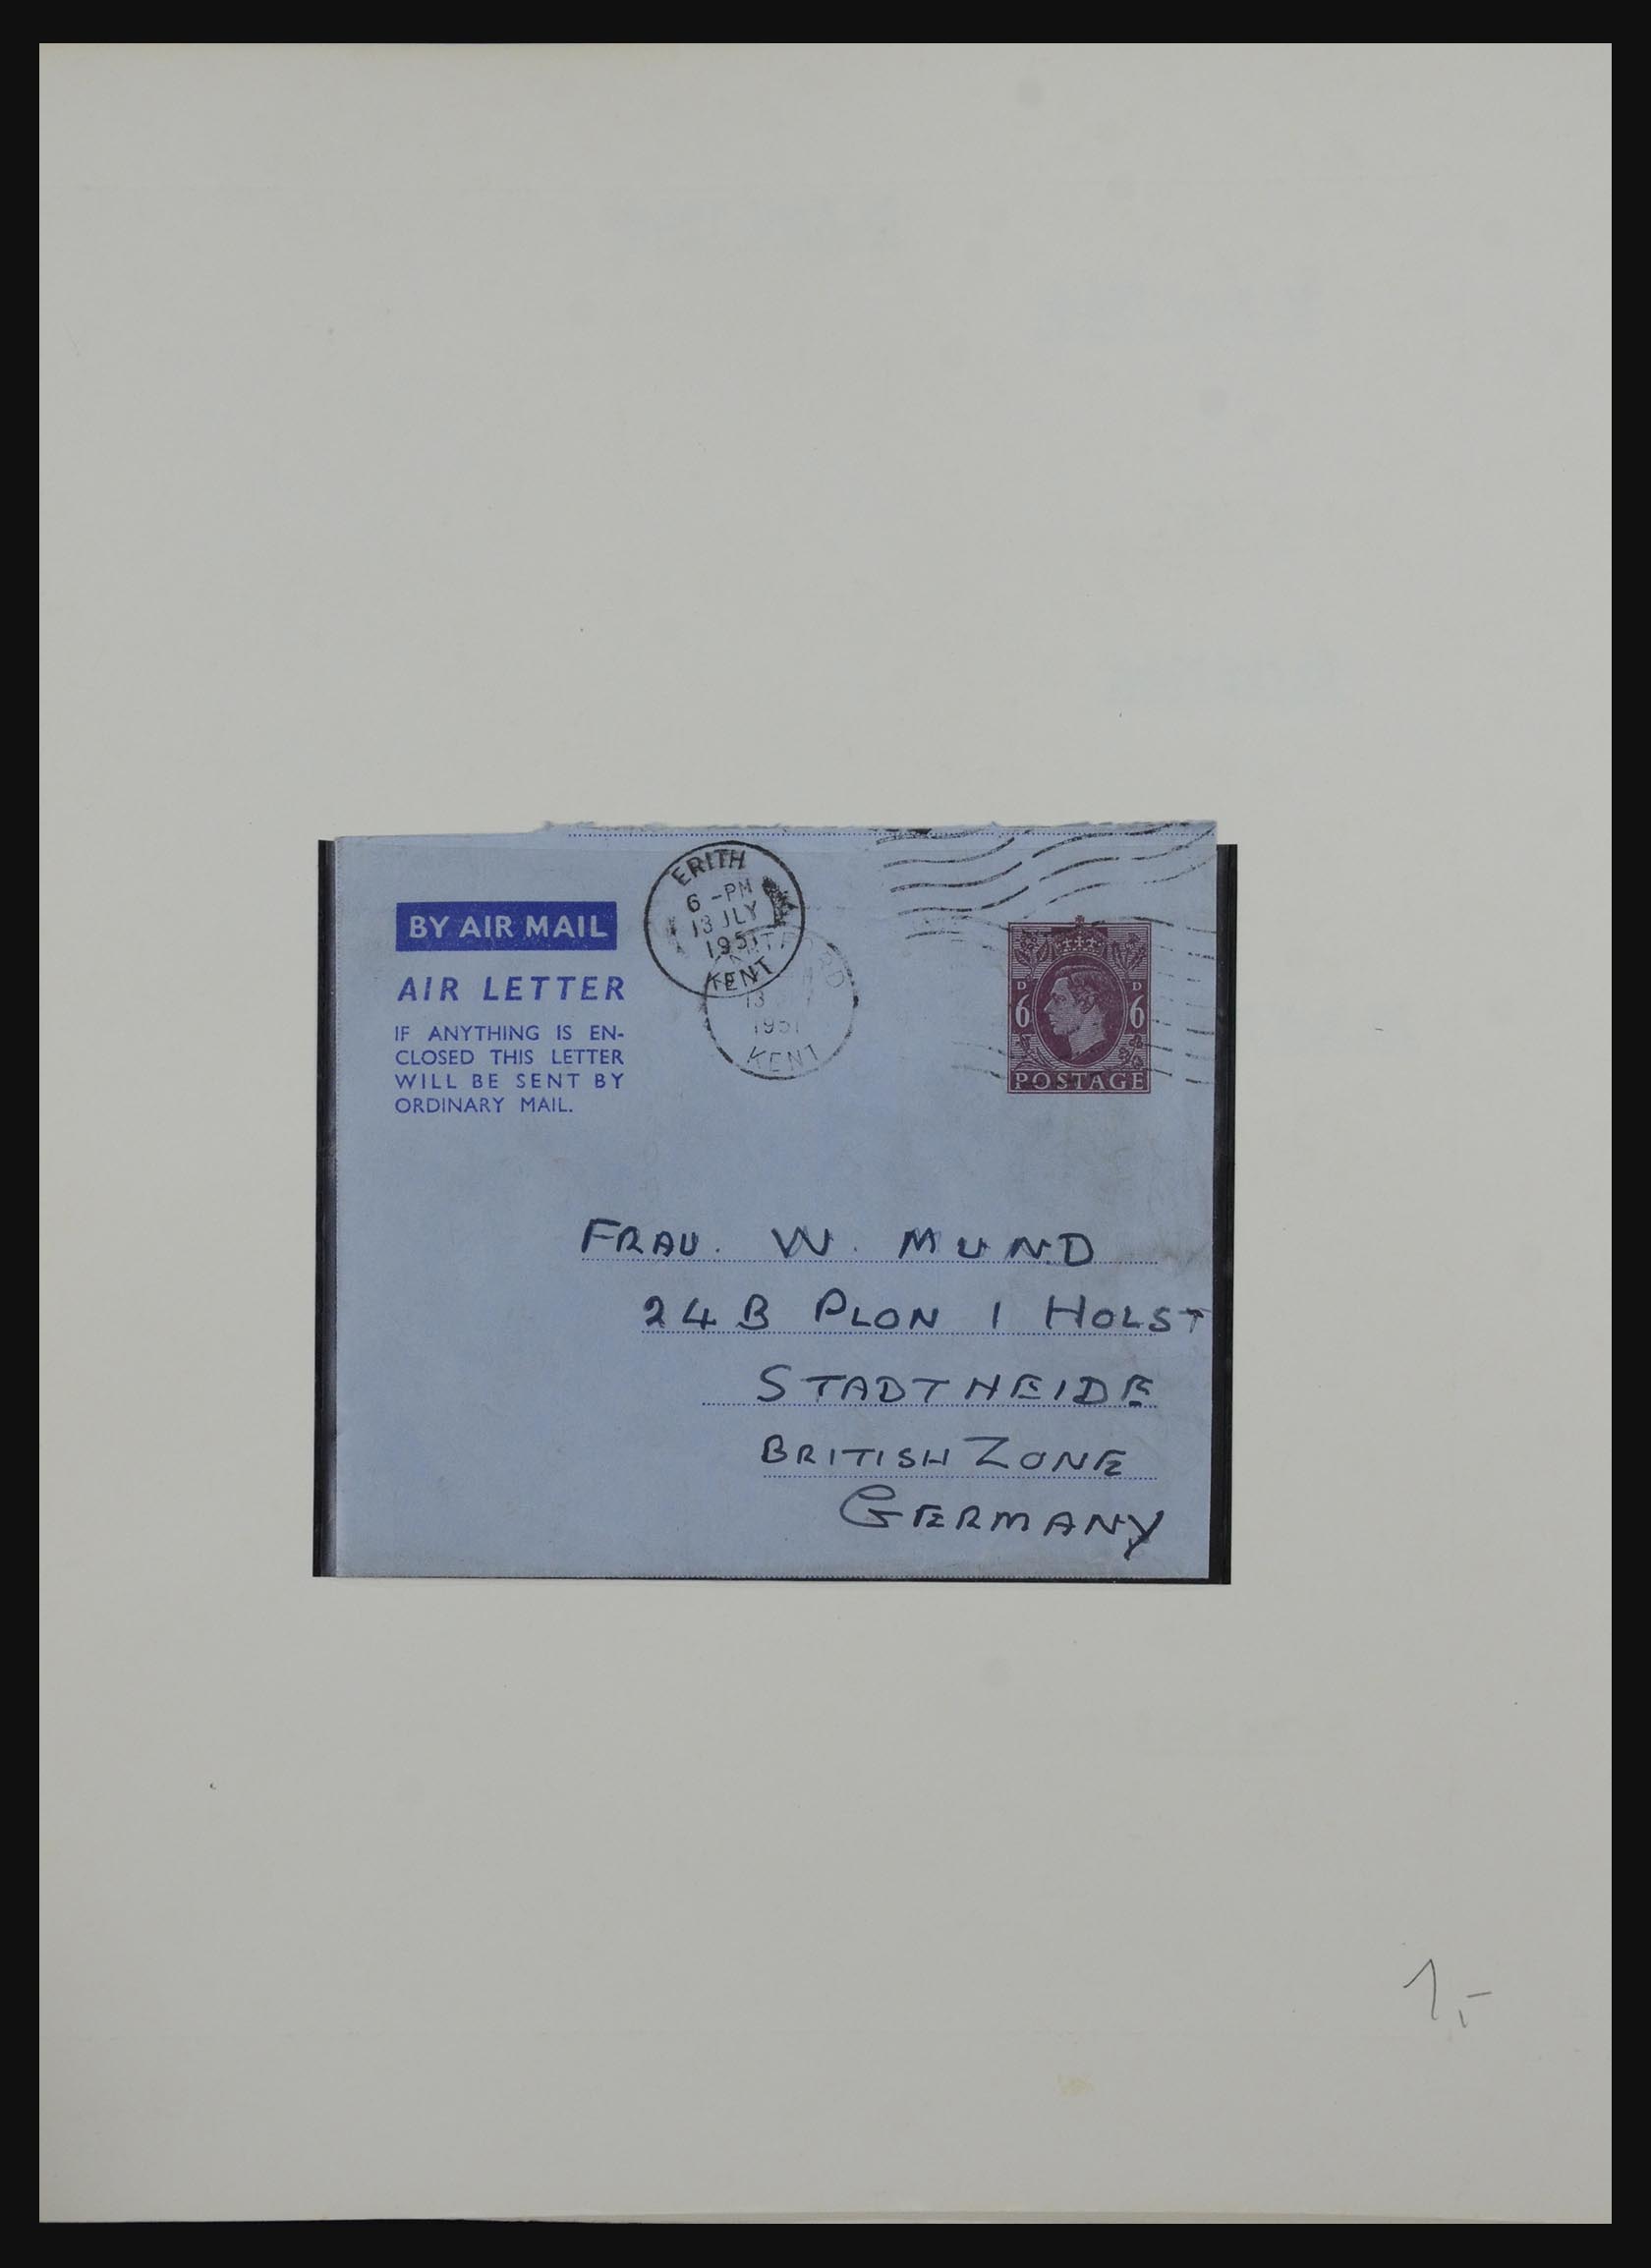 ERITH
6 - PM
13 JLY
1951
KENT
13
1951
KENT
BY AIR MAIL
AIR LETTER
IF ANYTHING IS EN-
CLOSED THIS LETTER
WILL BE SENT BY
ORDINARY MAIL.
D D
6 6
POSTAGE
FRAU. W. MUND
24 B PLON 1 HOLST
STADTHEIDE
BRITISH ZONE
GERMANY
1,-